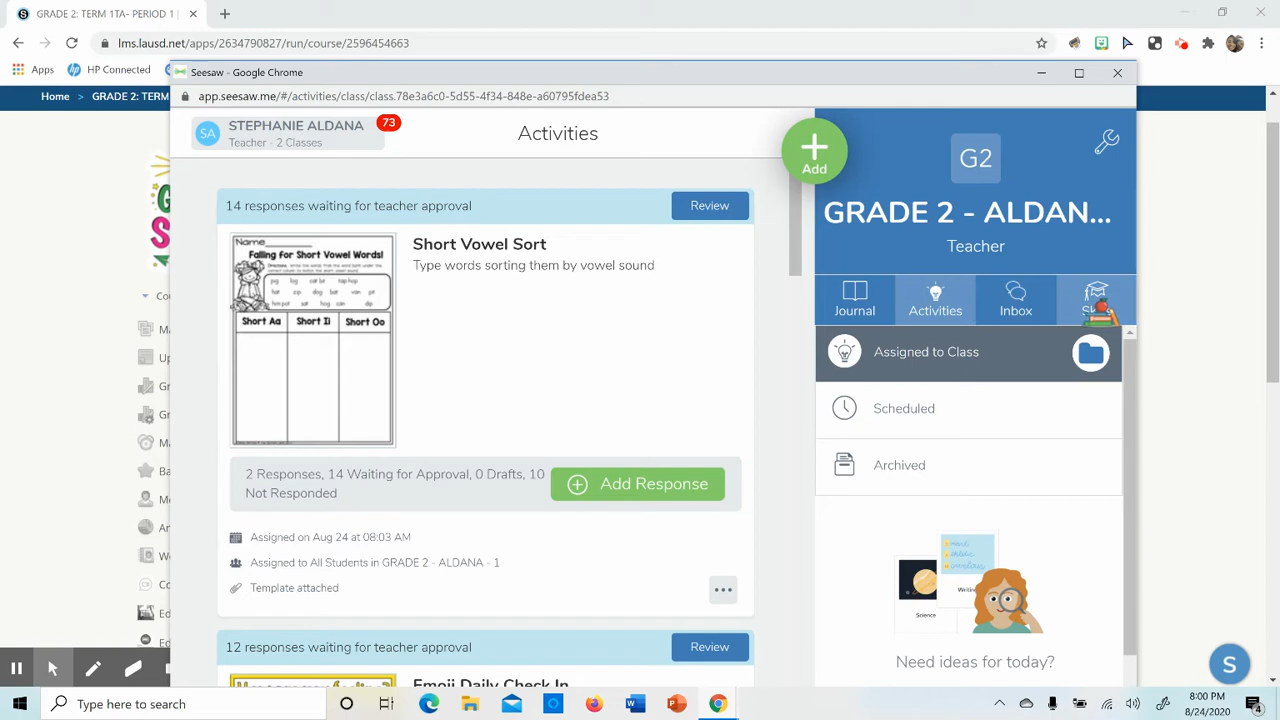 S GRADE 2: TERM 1TA- PERIOD 1 |
lms.lausd.net/apps/2634790827/run/course/2596454663
Apps HP Connected
Home > GRADE 2: TERM
Seesaw - Google Chrome
app.seesaw.me/#/activities/class/class.78e3a6c0-5d55-4f34-848e-a60795fdea53
SA STEPHANIE ALDANA 73
Teacher - 2 Classes
Activities
Add
G2
GRADE 2 - ALDAN...
Teacher
Journal Activities Inbox
Assigned to Class
Scheduled
Archived
14 responses waiting for teacher approval Review
Name
Falling for Short Vowel Words!
Short Aa Short Ii Short Oo
Short Vowel Sort
Type words sorting them by vowel sound
2 Responses, 14 Waiting for Approval, 0 Drafts, 10
Not Responded
Add Response
Assigned on Aug 24 at 08:03 AM
Assigned to All Students in GRADE 2 - ALDANA - 1
Template attached
12 responses waiting for teacher approval Review
Emoji Daily Check In
Science
Need ideas for today?
S
Type here to search
8:00 PM
8/24/2020
4